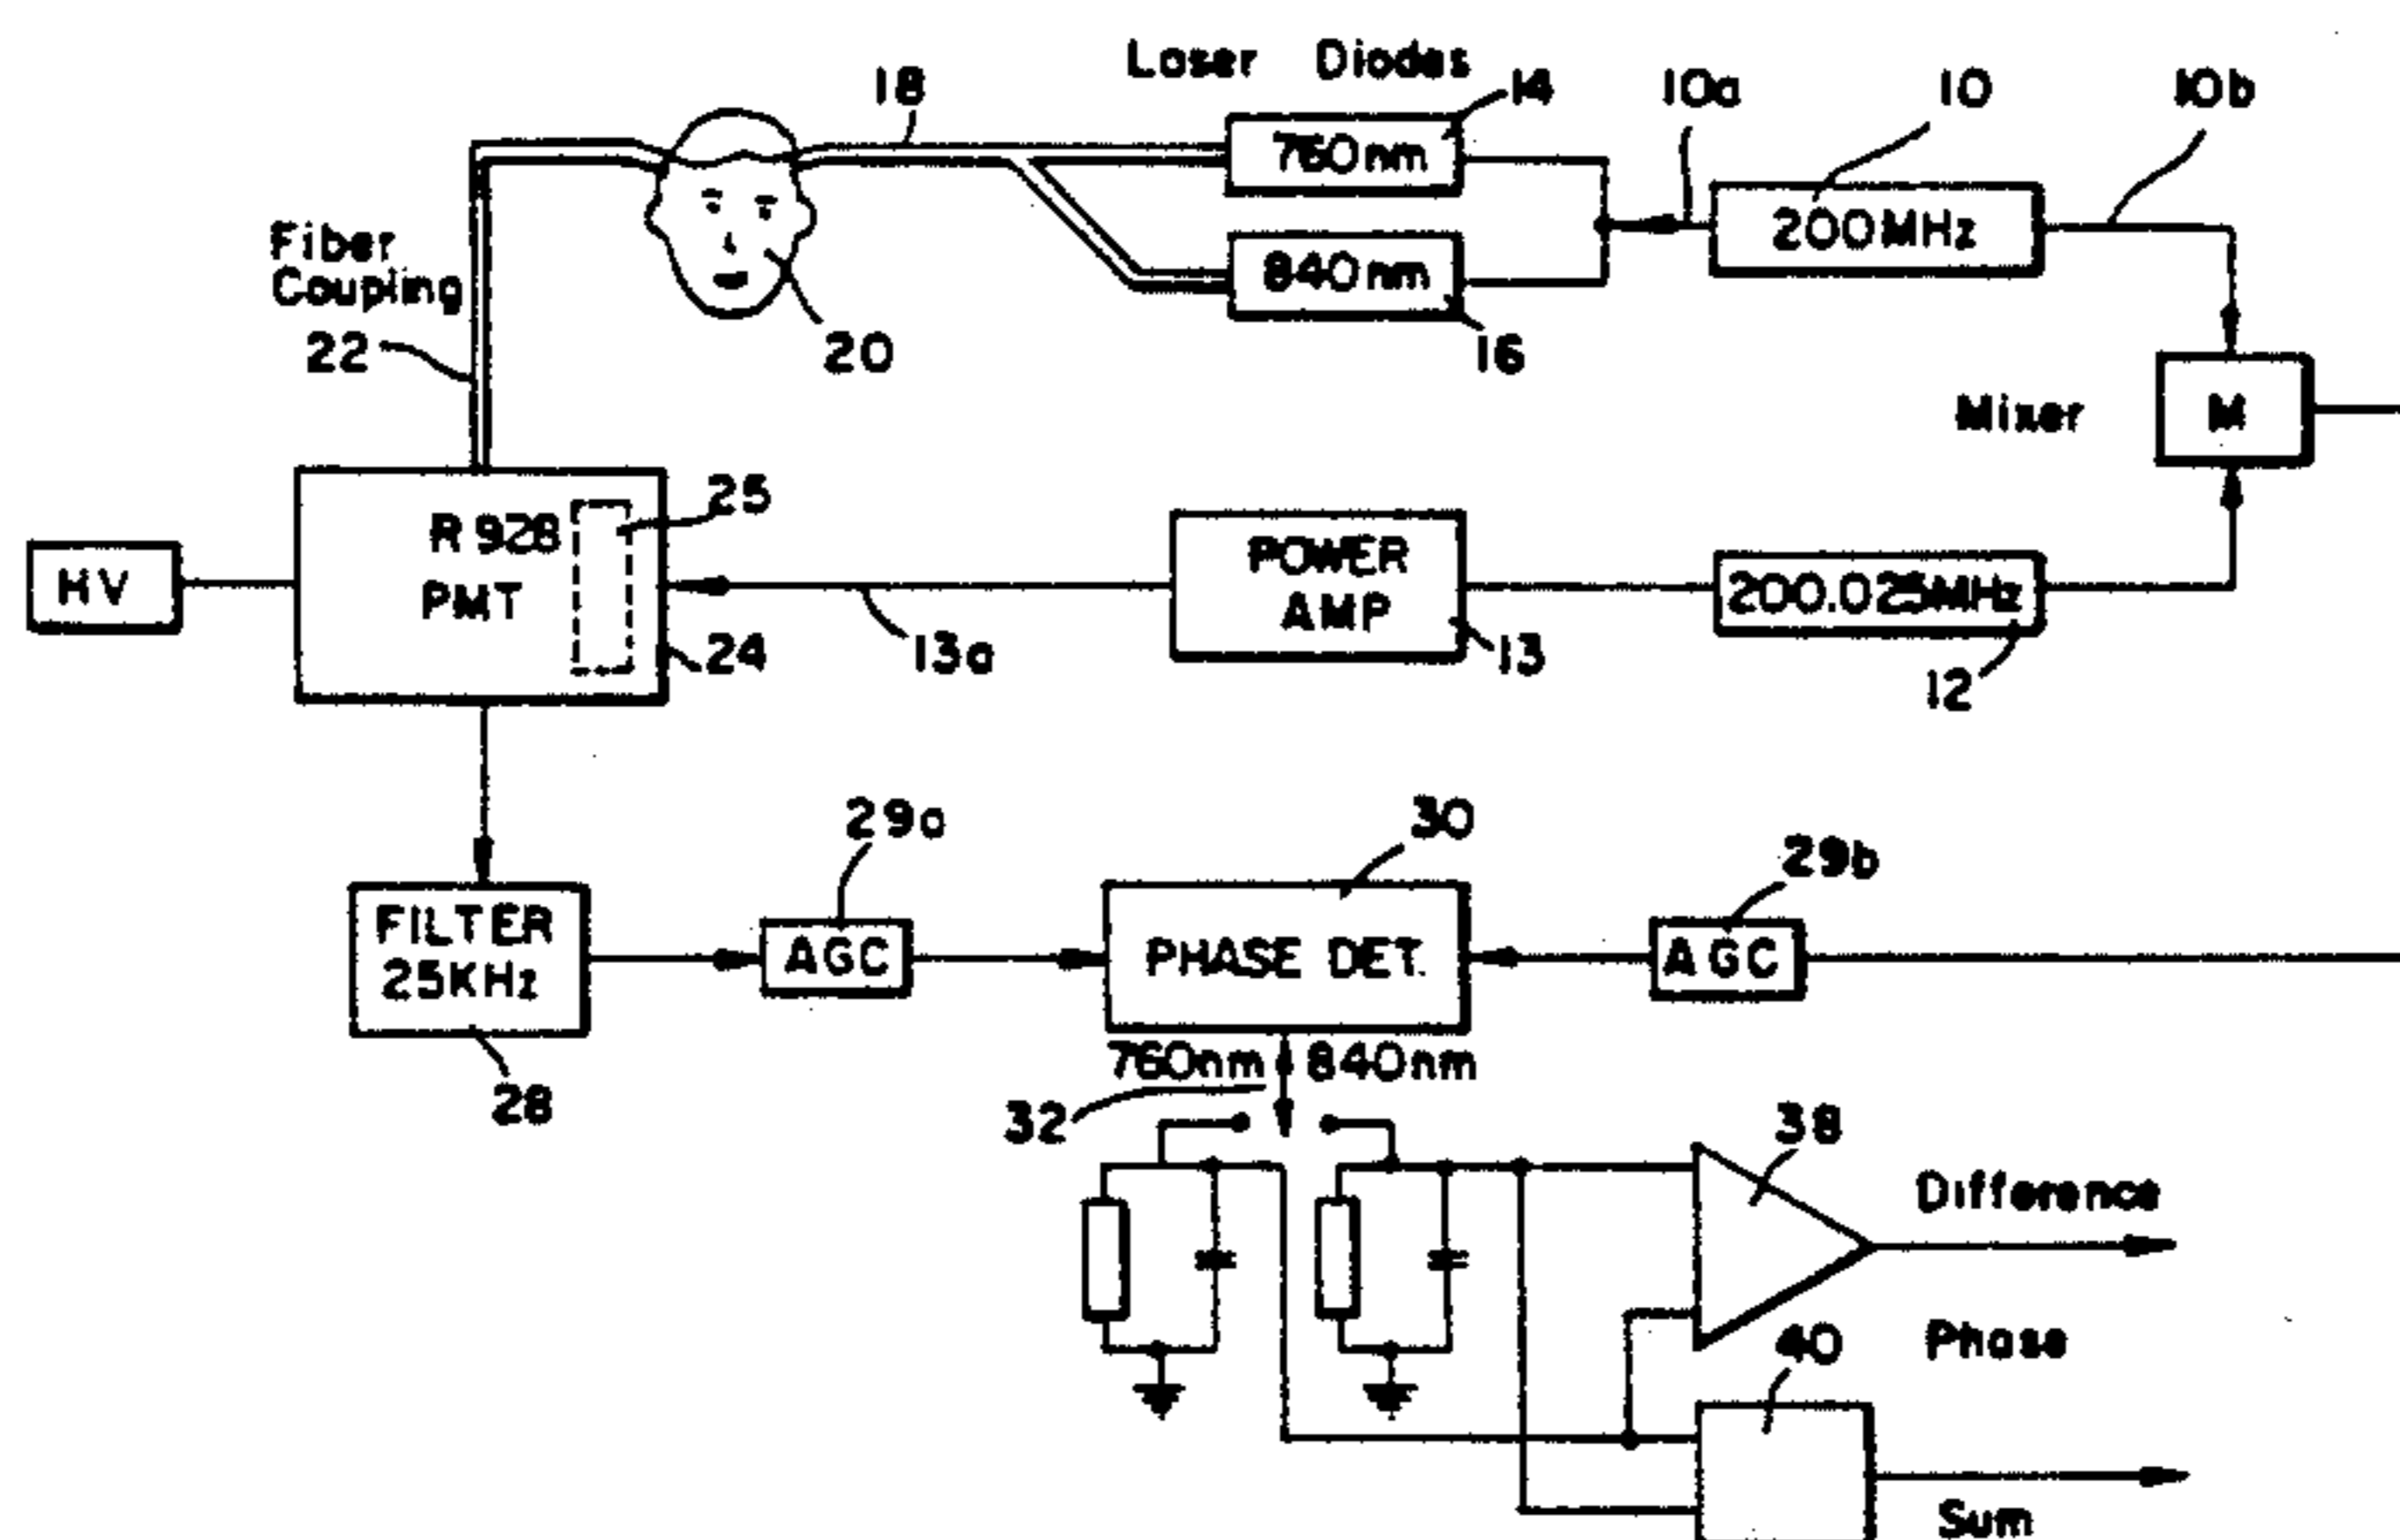 Laser Diodes
18
14
10a
10
10b
760nm
200MHz
Fiber
Coupling
840nm
22
20
16
Mixer
M
25
R928
PMT
HV
POWER
AMP
200.025MHz
24
13a
13
12
29a
30
29b
FILTER
25KHz
AGC
PHASE DET.
AGC
28
760nm
840nm
32
38
Difference
40
Phase
Sum